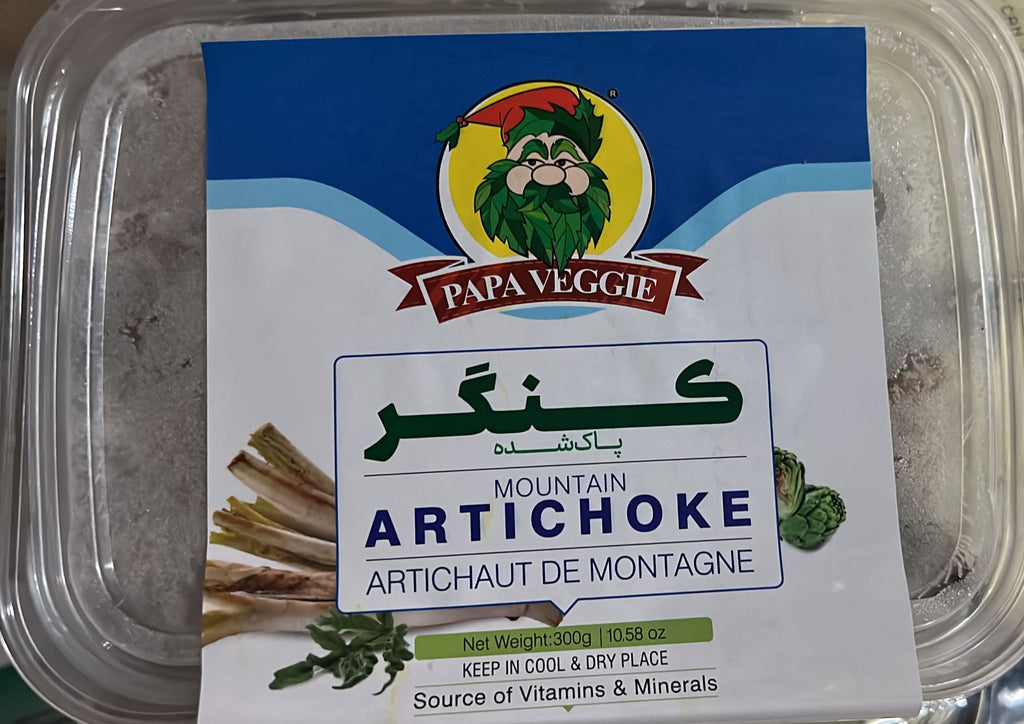 ®
PAPA VEGGIE
کنگَر
پاک‌شده
MOUNTAIN
ARTICHOKE
ARTICHAUT DE MONTAGNE
Net Weight:300g | 10.58 oz
KEEP IN COOL & DRY PLACE
Source of Vitamins & Minerals